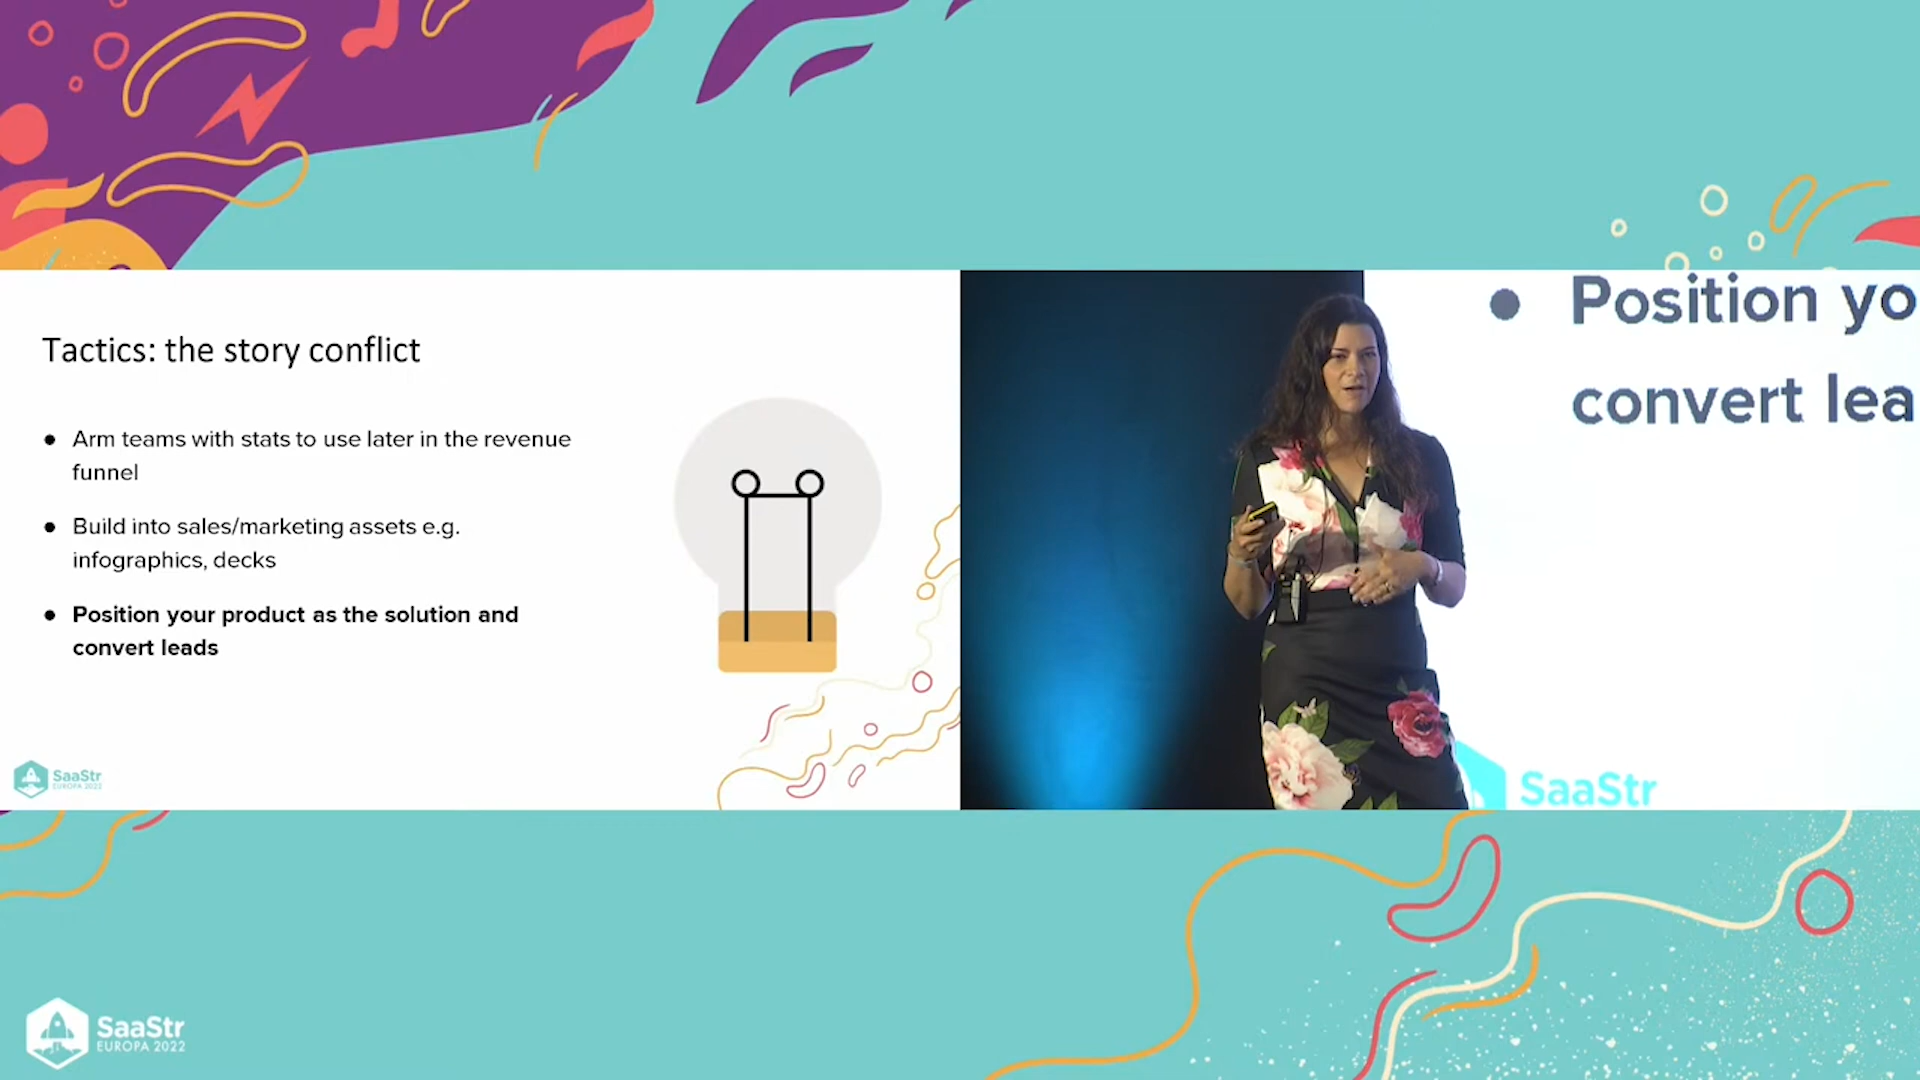 Tactics: the story conflict
● Arm teams with stats to use later in the revenue
funnel
● Build into sales/marketing assets e.g.
infographics, decks
● Position your product as the solution and
convert leads
SaaStr
EUROPA 2022
● Position yo
convert lea
SaaStr
SaaStr
EUROPA 2022